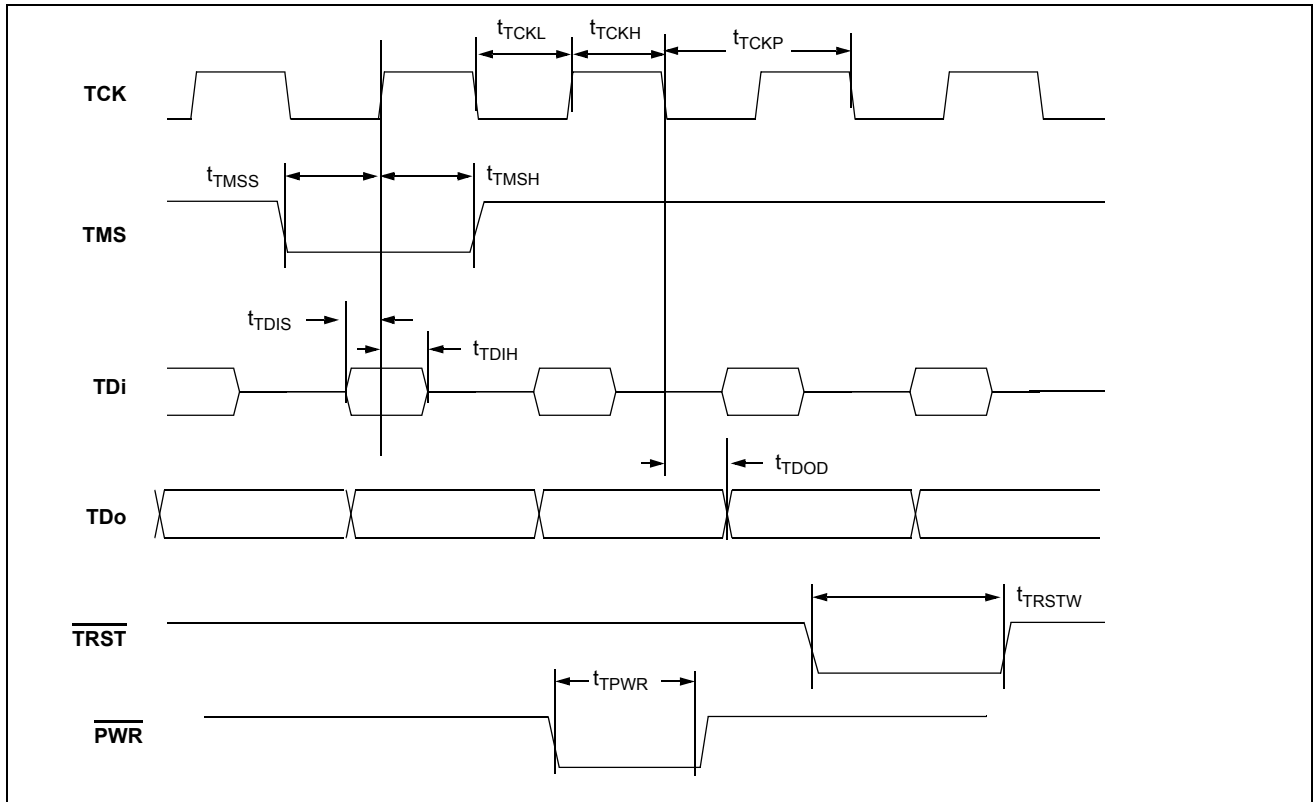 tTCKL
tTCKH
tTCKP
TCK
tTMSS
tTMSH
TMS
tTDIS
tTDIH
TDi
tTDOD
TDo
tTRSTW
TRST
tTPWR
PWR